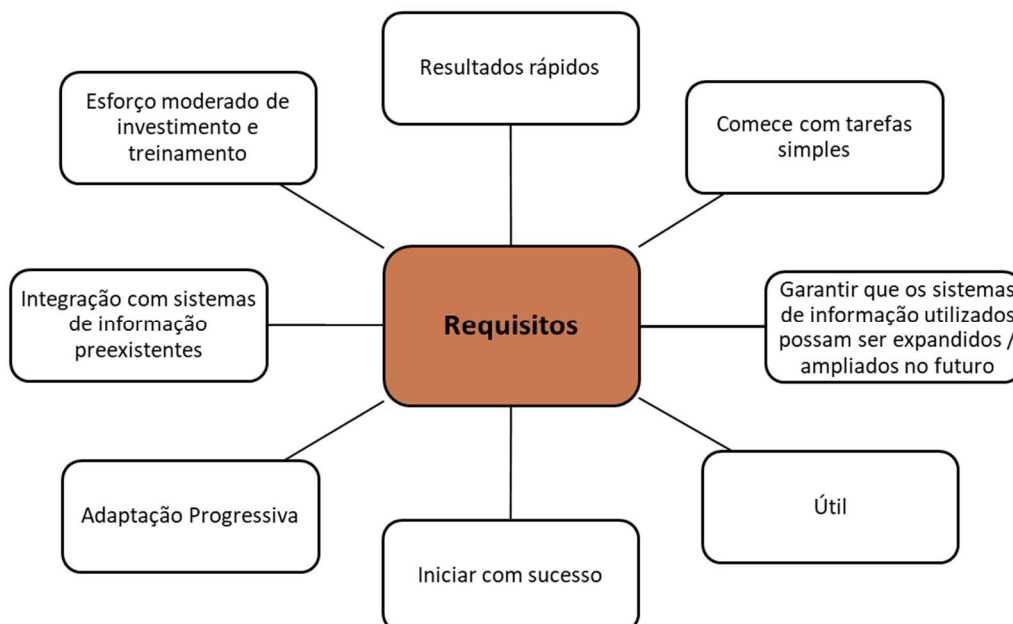 Resultados rápidos
Esforço moderado de
investimento e
treinamento
Comece com tarefas
simples
Integração com sistemas
de informação
preexistentes
Requisitos
Garantir que os sistemas
de informação utilizados
possam ser expandidos /
ampliados no futuro
Adaptação Progressiva
Útil
Iniciar com sucesso